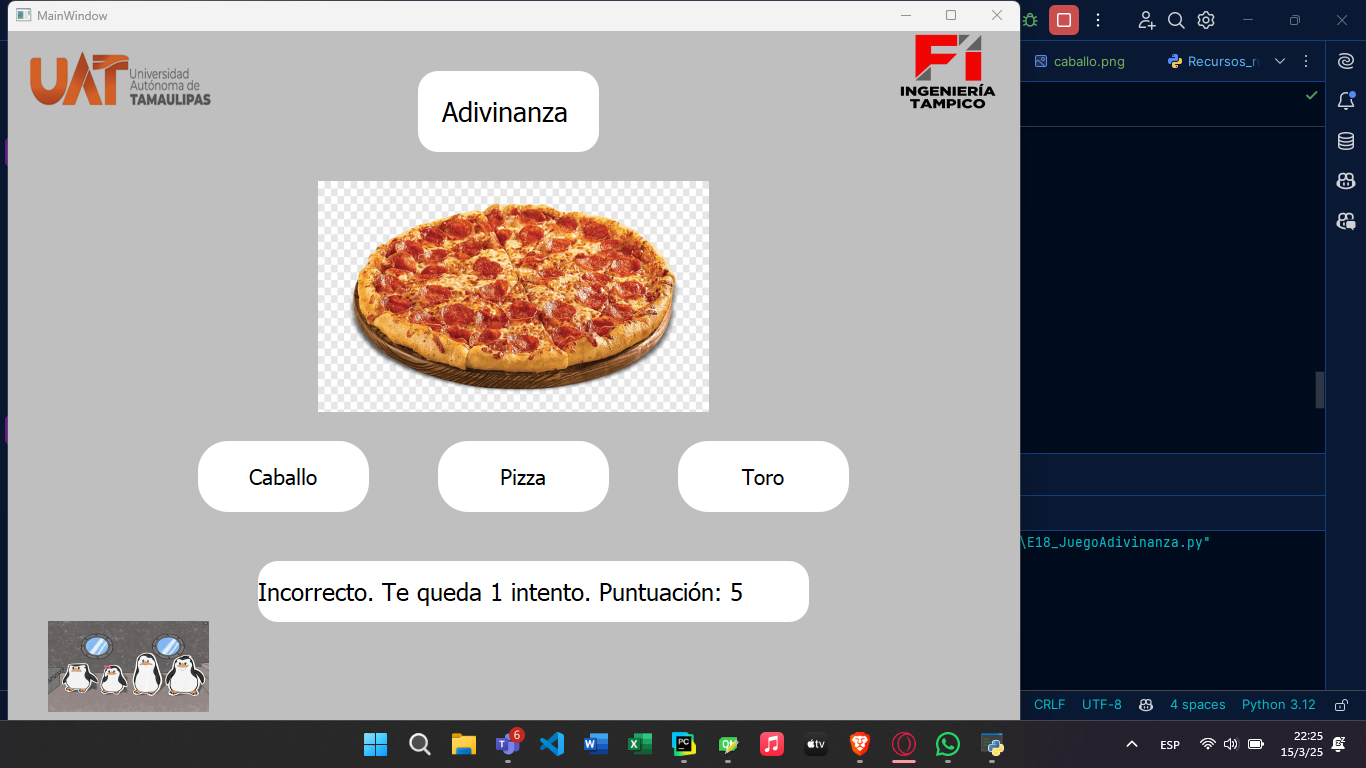 MainWindow
UAT
Universidad
Autónoma de
TAMAULIPAS
FI
INGENIERÍA
TAMPICO
Adivinanza
Caballo
Pizza
Toro
Incorrecto. Te queda 1 intento. Puntuación: 5
caballo.png
\E18_JuegoAdivinanza.py"
CRLF
UTF-8
4 spaces
Python 3.12
6
PC
tv
ESP
22:25
15/3/25